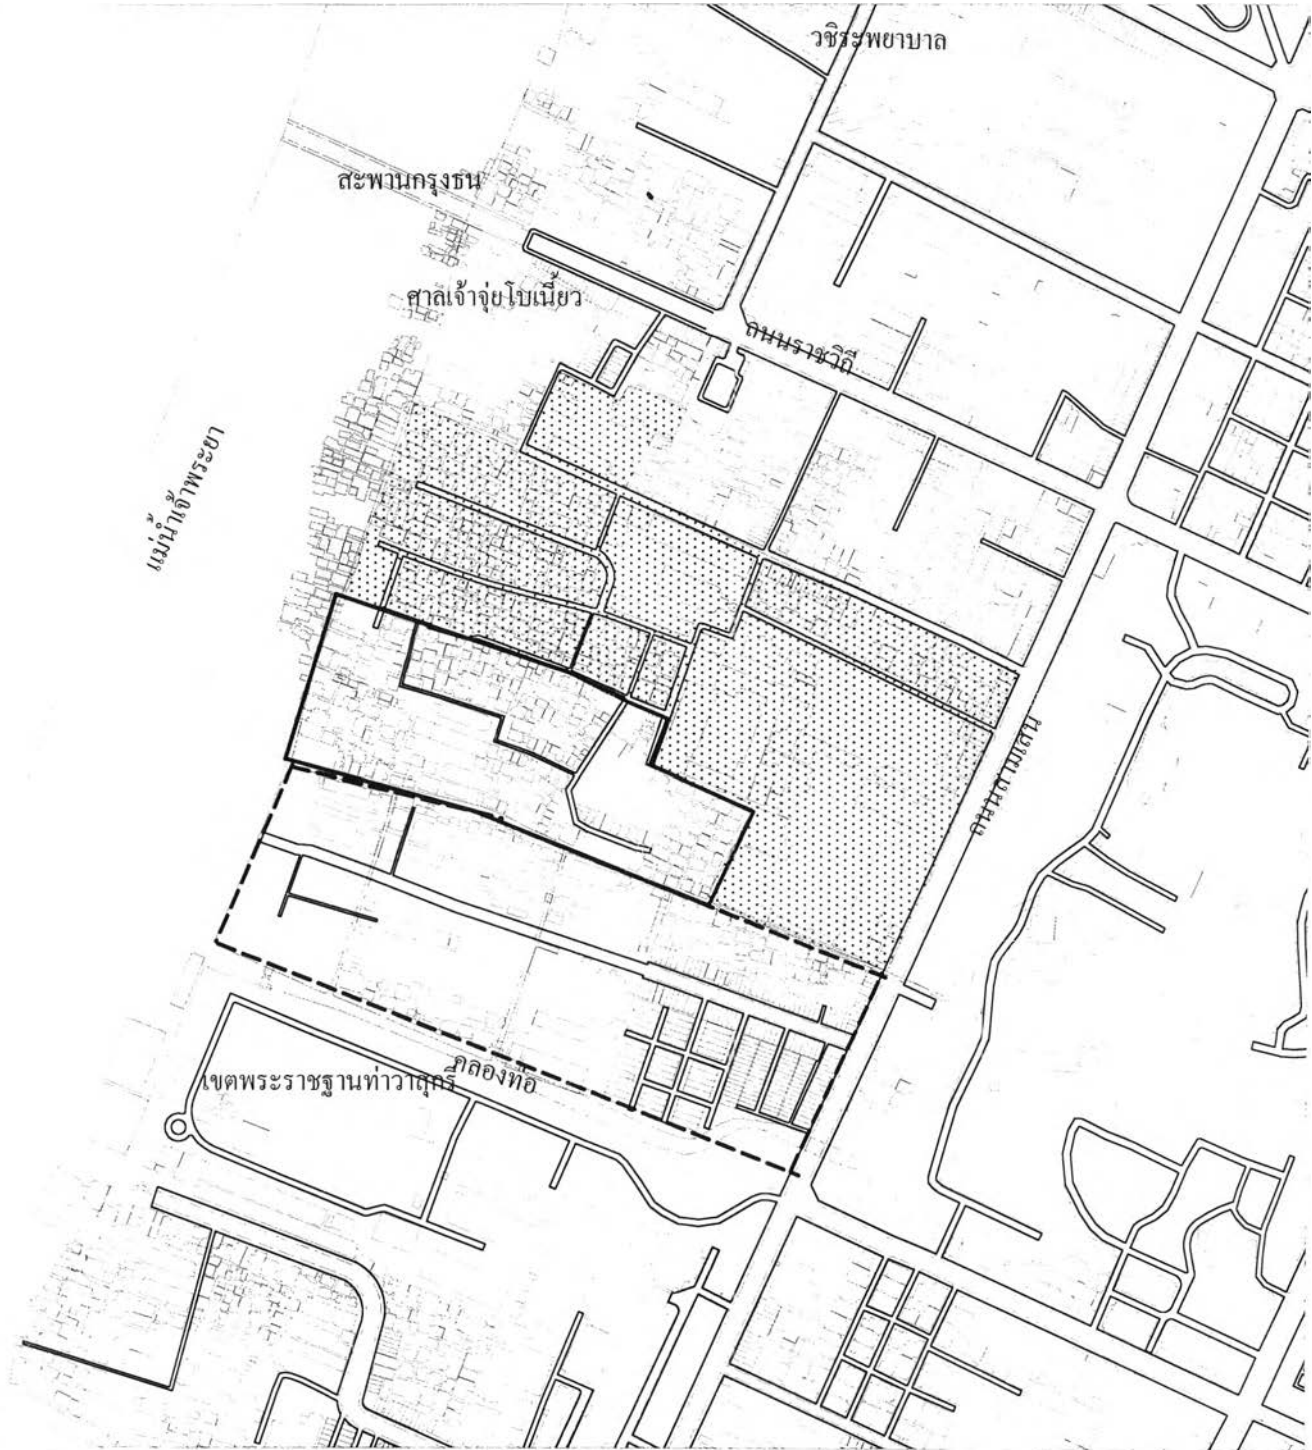 วชิระพยาบาล
สะพานกรุงธน
ศาลเจ้าจุ่ยโบเนี้ยว
ถนนราชวิถี
แม่น้ำเจ้าพระยา
ถนนสามเสน
คลองท่อ
เขตพระราชฐานท่าวาสุกรี